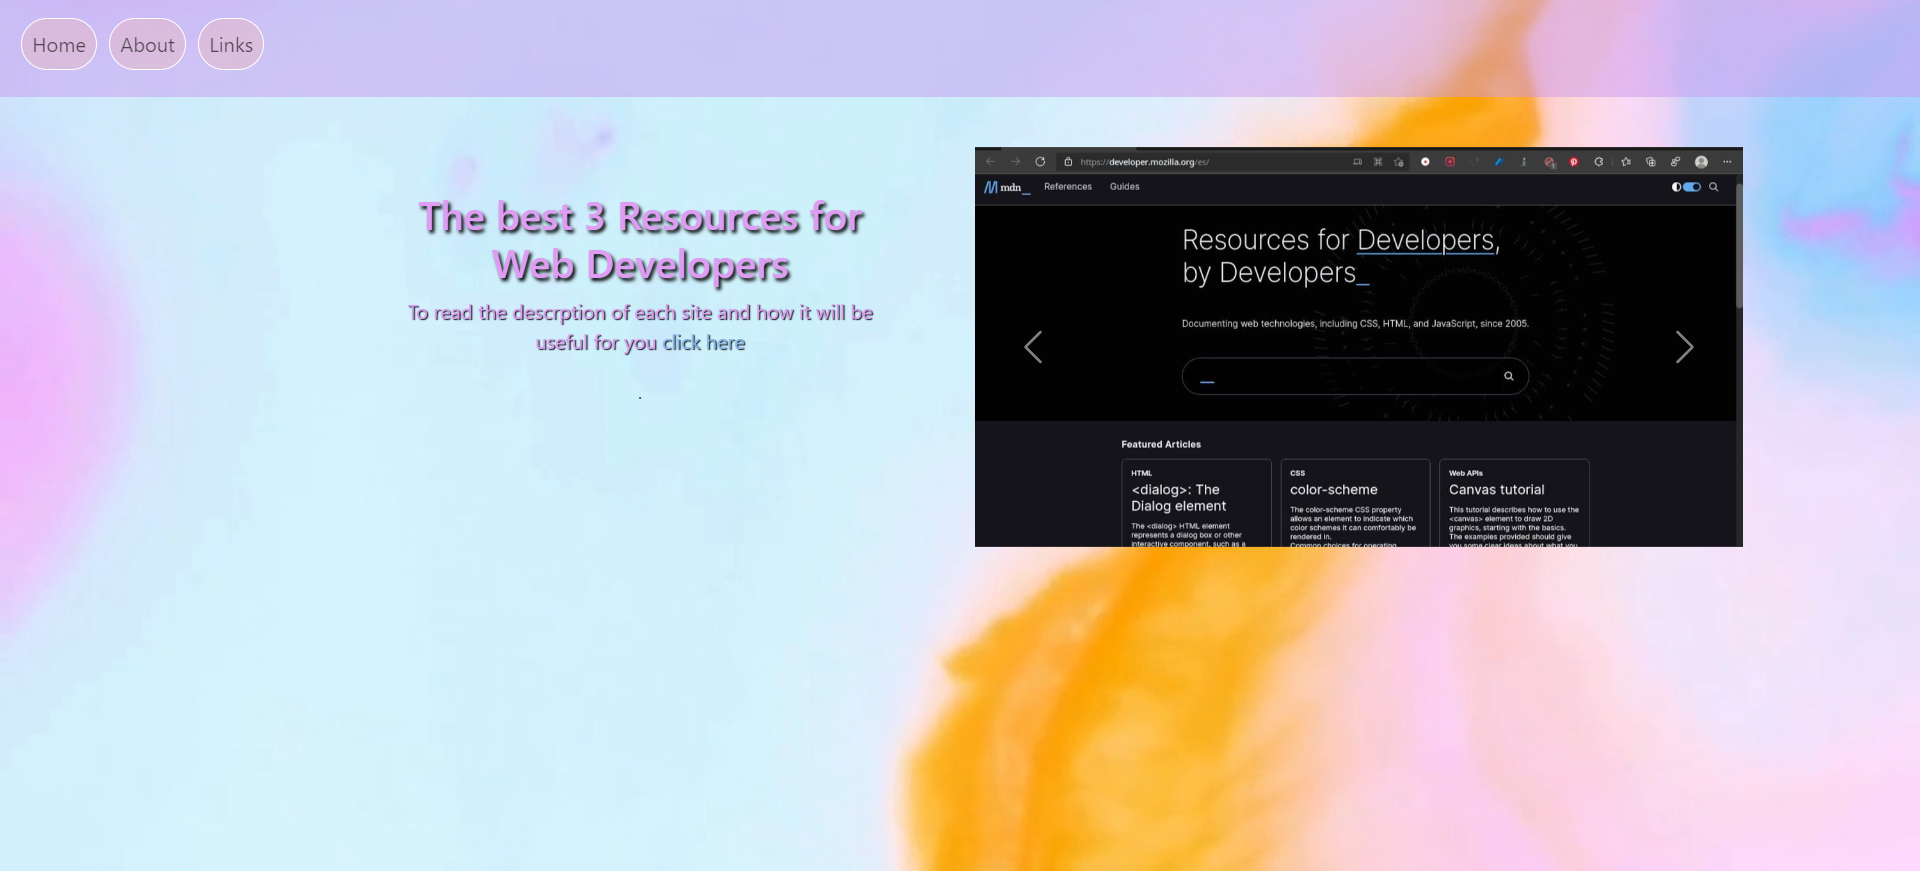 Home About Links
The best 3 Resources for
Web Developers
To read the descrption of each site and how it will be
useful for you click here
.
https://developer.mozilla.org/es/
mdn_ References Guides
Resources for Developers,
by Developers_
Documenting web technologies, including CSS, HTML, and JavaScript, since 2005.
Featured Articles
HTML
<dialog>: The
Dialog element
The <dialog> HTML element
represents a dialog box or other
interactive component, such as a
CSS
color-scheme
The color-scheme CSS property
allows an element to indicate which
color schemes it can comfortably be
rendered in.
Common choices for operating
Web APIs
Canvas tutorial
This tutorial describes how to use the
<canvas> element to draw 2D
graphics, starting with the basics.
The examples provided should give
you some clear ideas about what you